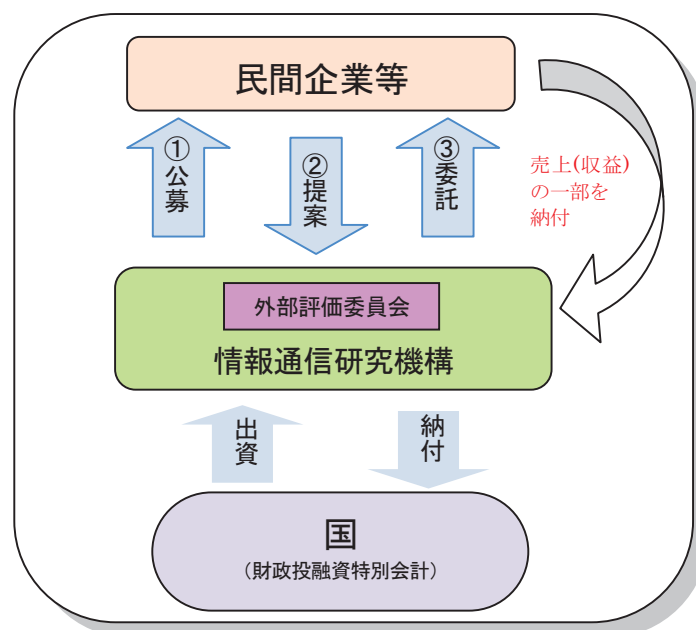 民間企業等
①公募
②提案
③委託
売上(収益)
の一部を
納付
外部評価委員会
情報通信研究機構
出資
納付
国
（財政投融資特別会計）